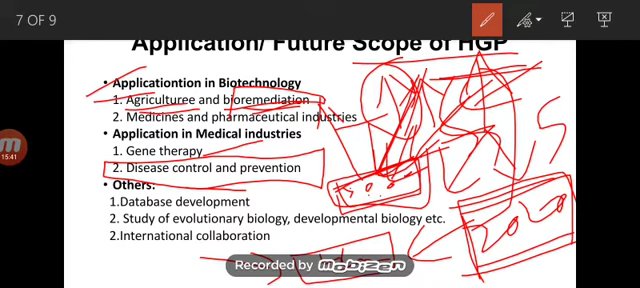 7 OF 9
Application/ Future Scope of HGP
• Applicationtion in Biotechnology
1. Agriculturee and bioremediation
2. Medicines and pharmaceutical industries
• Application in Medical industries
M
15:41
1. Gene therapy
2. Disease control and prevention
• Others:
1.Database development
2. Study of evolutionary biology, developmental biology etc.
2.International collaboration
Recorded by mobizen